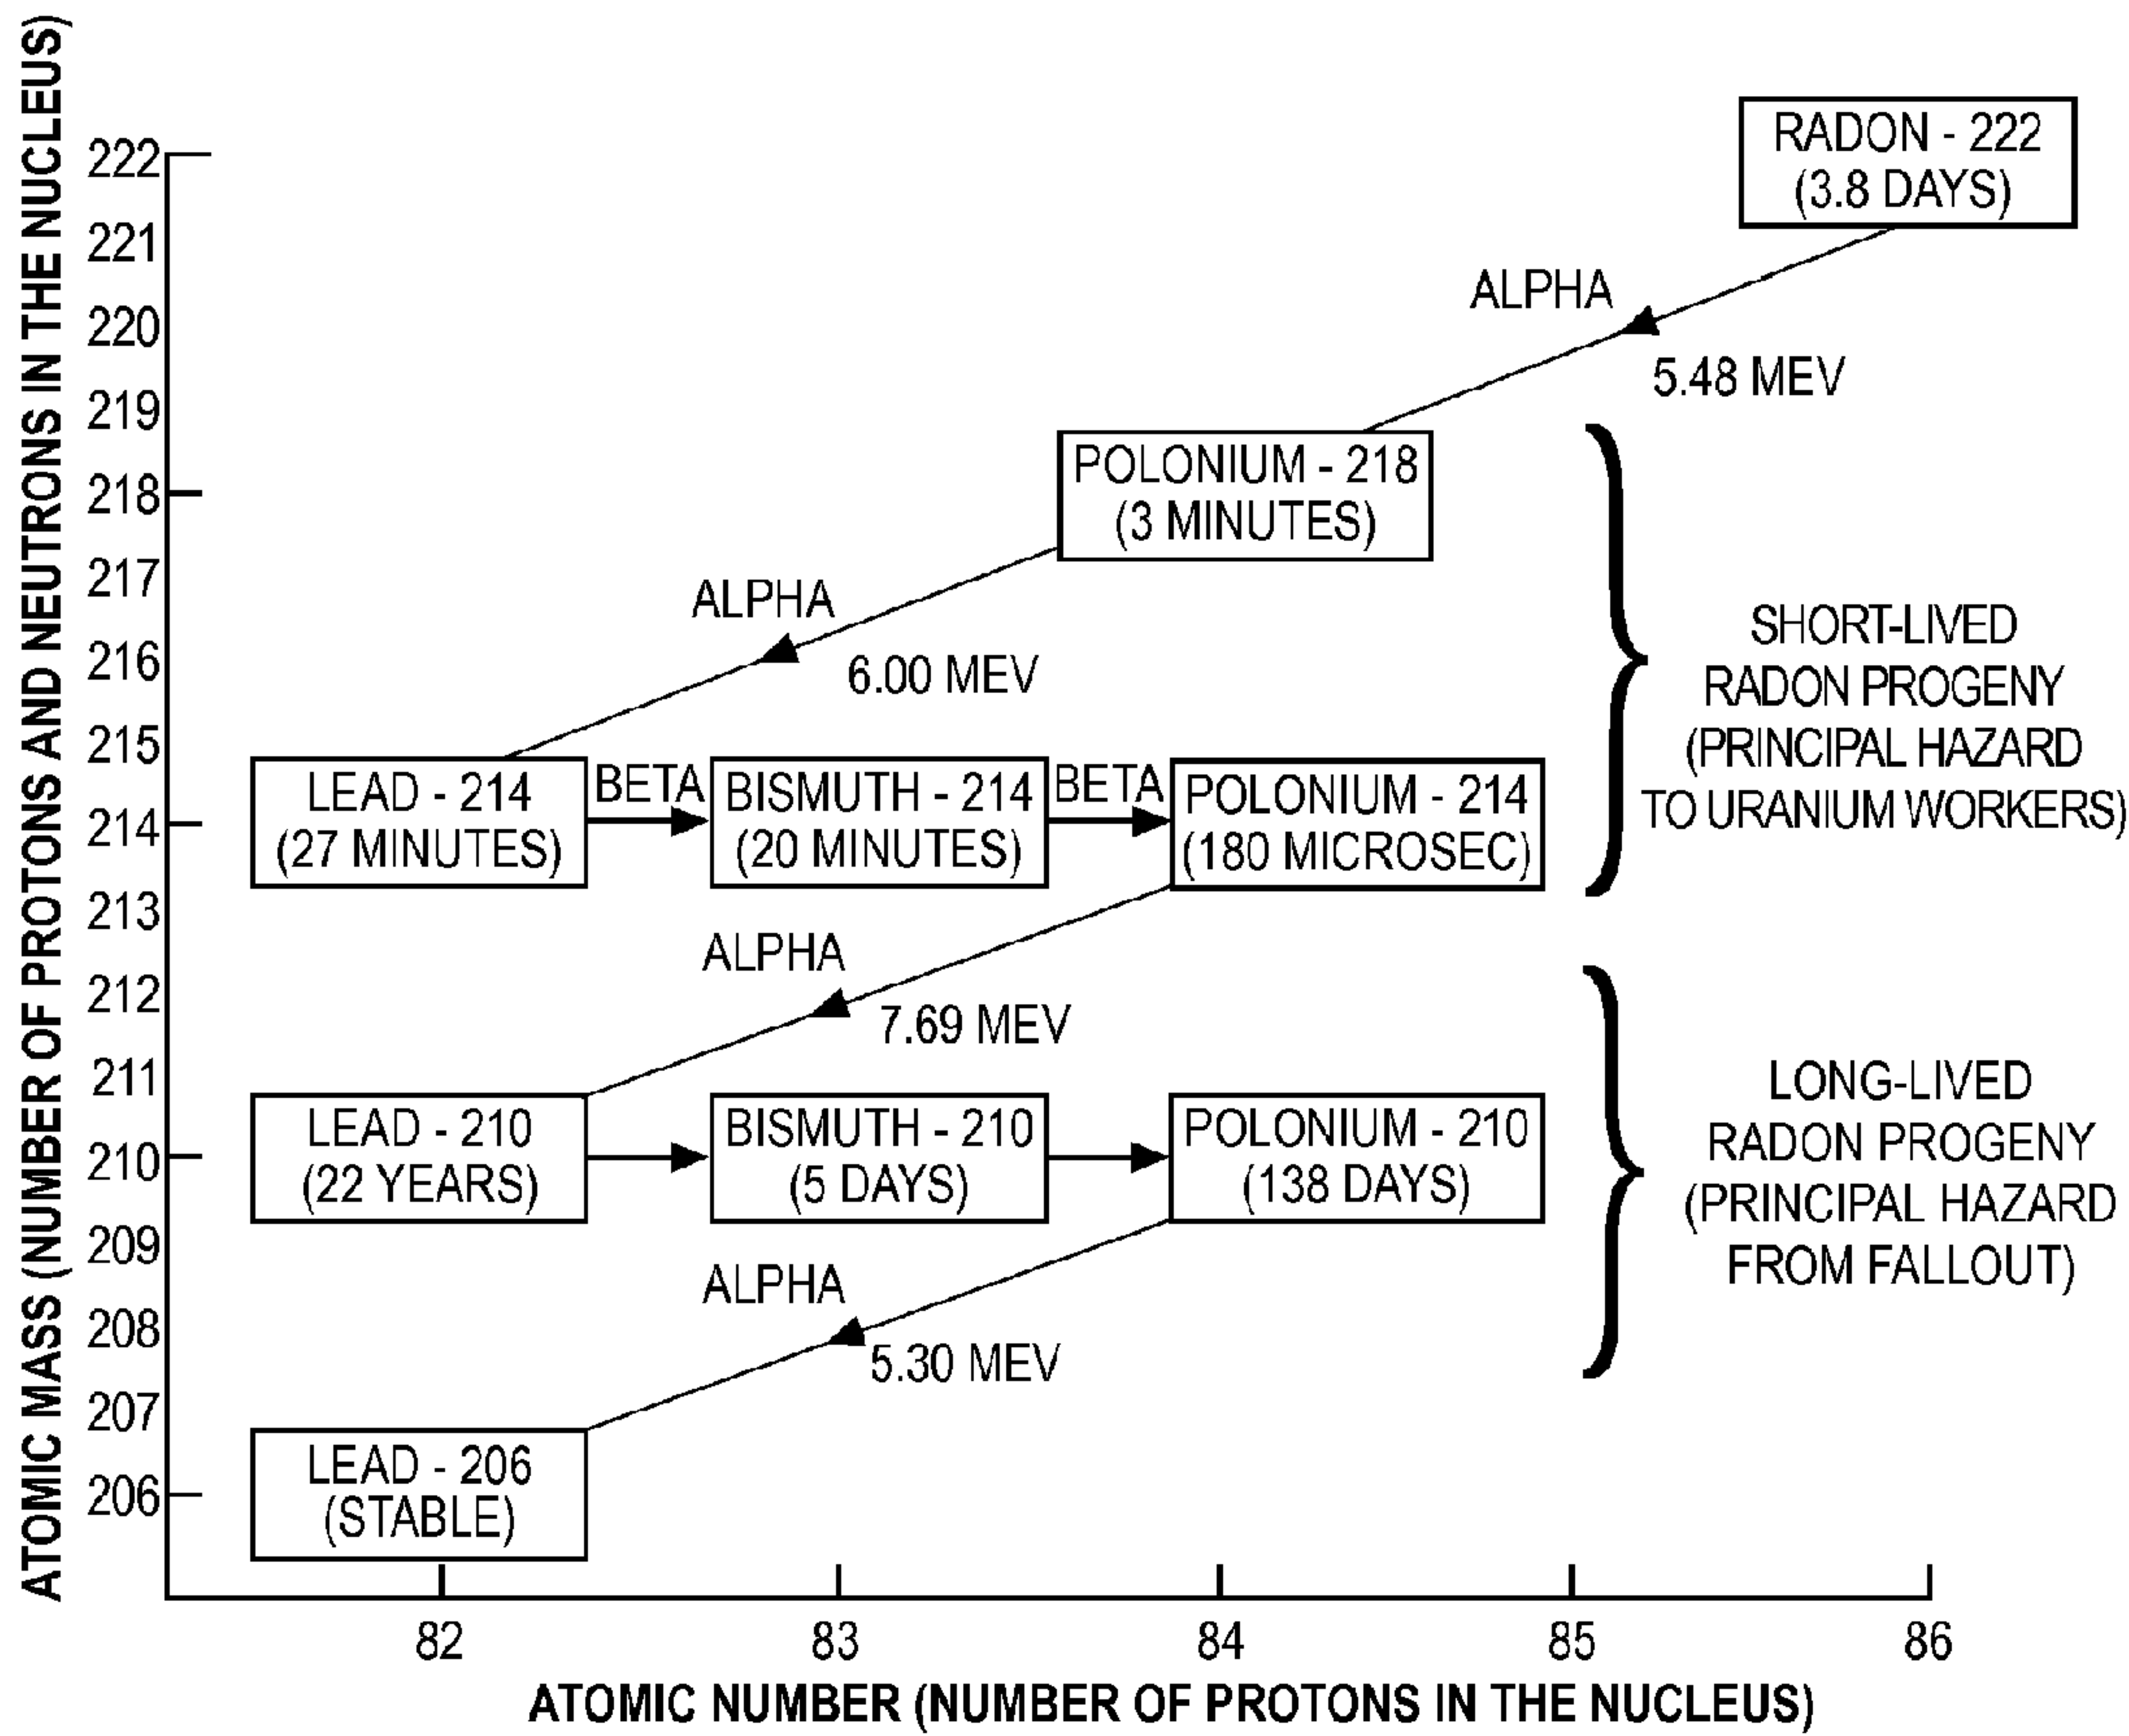 ATOMIC MASS (NUMBER OF PROTONS AND NEUTRONS IN THE NUCLEUS)
222
221
220
219
218
217
216
215
214
213
212
211
210
209
208
207
206
RADON - 222
(3.8 DAYS)
ALPHA
5.48 MEV
POLONIUM - 218
(3 MINUTES)
ALPHA
6.00 MEV
SHORT-LIVED
RADON PROGENY
(PRINCIPAL HAZARD
TO URANIUM WORKERS)
LEAD - 214
(27 MINUTES)
BETA
BISMUTH - 214
(20 MINUTES)
BETA
POLONIUM - 214
(180 MICROSEC)
ALPHA
7.69 MEV
LEAD - 210
(22 YEARS)
BISMUTH - 210
(5 DAYS)
POLONIUM - 210
(138 DAYS)
LONG-LIVED
RADON PROGENY
(PRINCIPAL HAZARD
FROM FALLOUT)
ALPHA
5.30 MEV
LEAD - 206
(STABLE)
82 83 84 85 86
ATOMIC NUMBER (NUMBER OF PROTONS IN THE NUCLEUS)